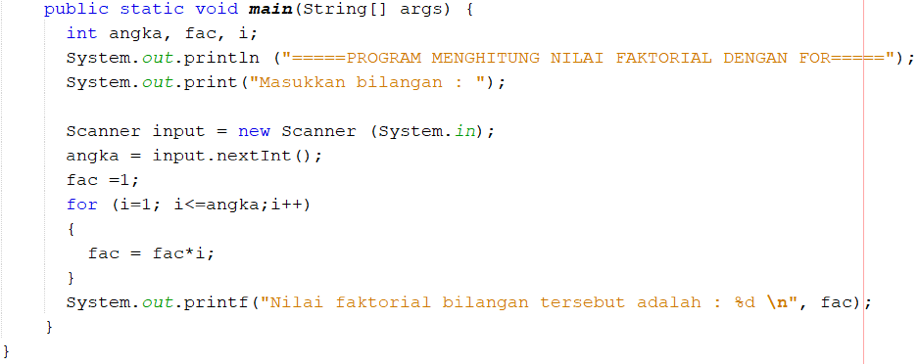 public static void main(String[] args) {
int angka, fac, i;
System.out.println ("=====PROGRAM MENGHITUNG NILAI FAKTORIAL DENGAN FOR=====");
System.out.print("Masukkan bilangan : ");
Scanner input = new Scanner (System.in);
angka = input.nextInt();
fac =1;
for (i=1; i<=angka;i++)
{
fac = fac*i;
}
System.out.printf("Nilai faktorial bilangan tersebut adalah : %d \n", fac);
}
}